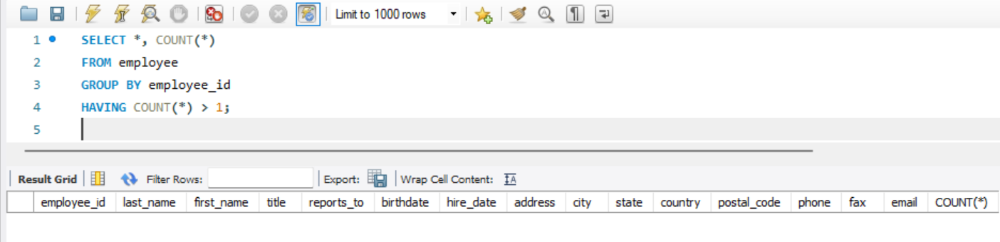 Limit to 1000 rows
1 SELECT *, COUNT(*)
2 FROM employee
3 GROUP BY employee_id
4 HAVING COUNT(*) > 1;
5
Result Grid Filter Rows: Export: Wrap Cell Content: IA
employee_id last_name first_name title reports_to birthdate hire_date address city state country postal_code phone fax email COUNT(*)